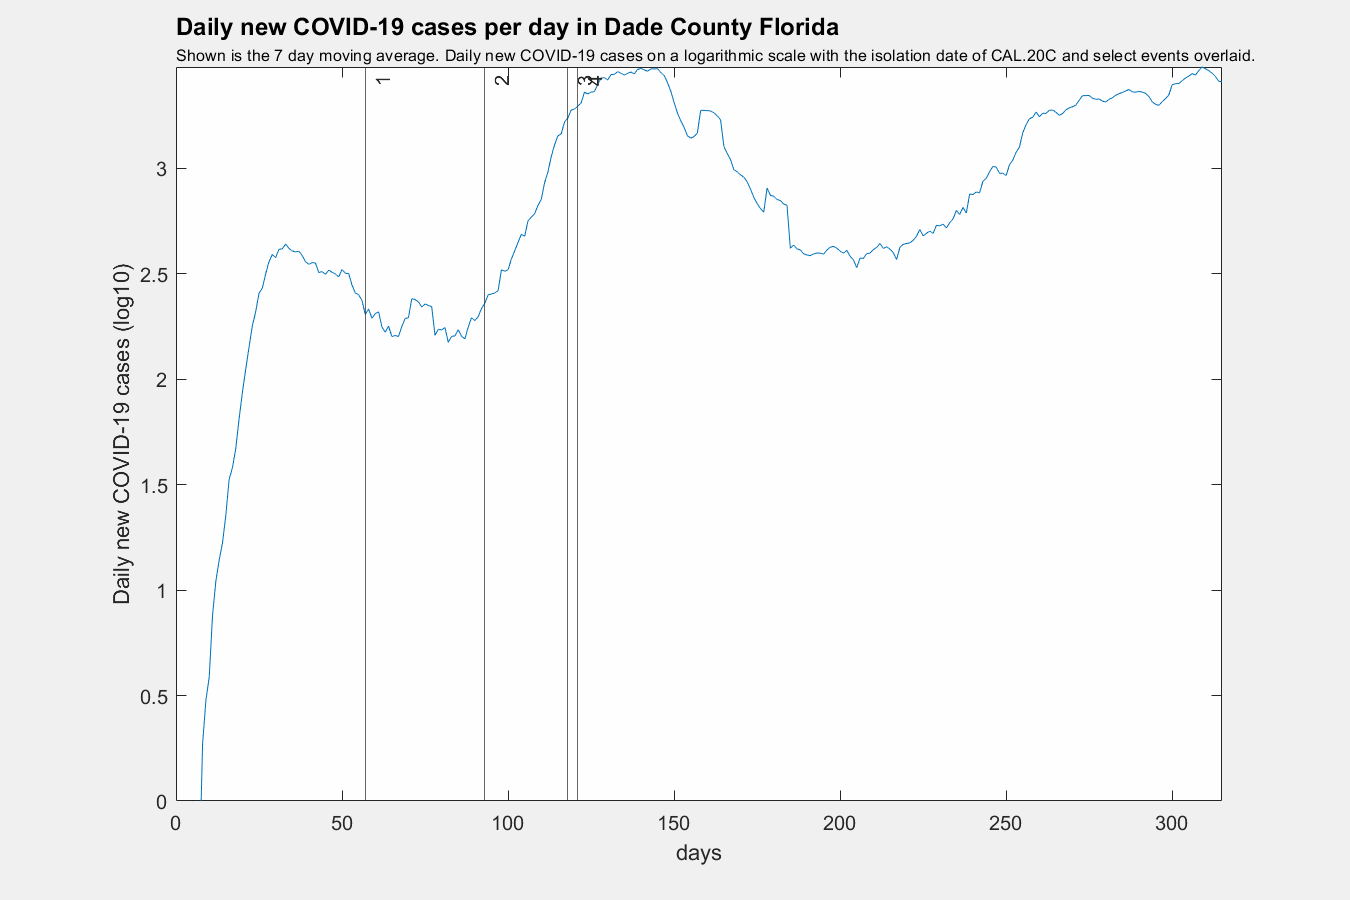 Daily new COVID-19 cases per day in Dade County Florida
Shown is the 7 day moving average. Daily new COVID-19 cases on a logarithmic scale with the isolation date of CAL.20C and select events overlaid.
1 2 3 4
3
2.5
2
1.5
1
0.5
0
Daily new COVID-19 cases (log10)
0 50 100 150 200 250 300
days